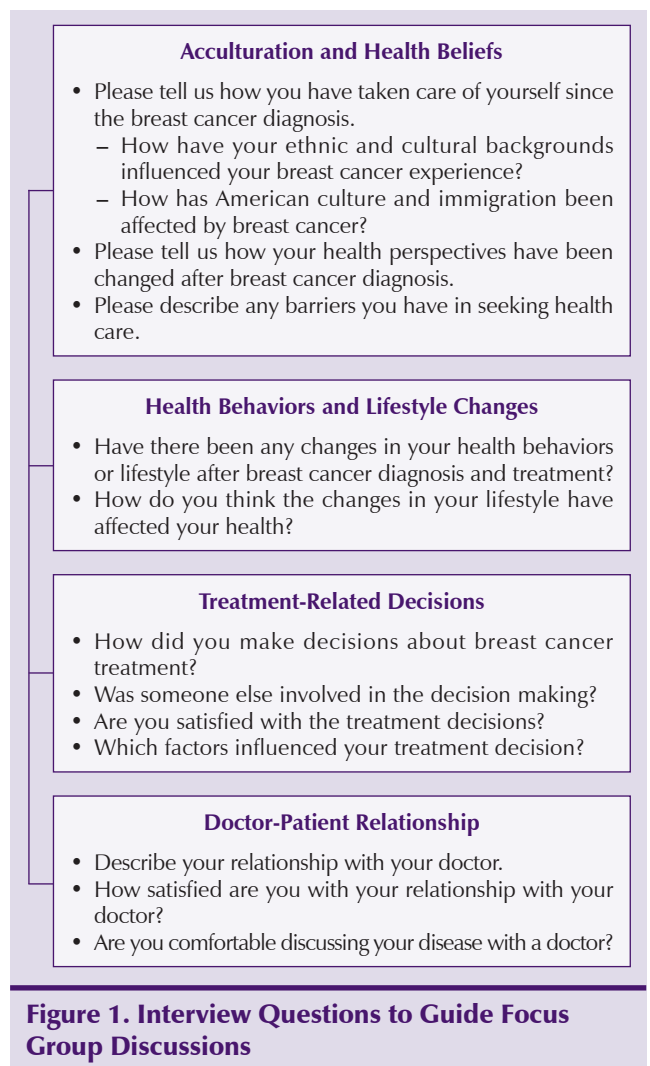 Acculturation and Health Beliefs
• Please tell us how you have taken care of yourself since
the breast cancer diagnosis.
– How have your ethnic and cultural backgrounds
influenced your breast cancer experience?
– How has American culture and immigration been
affected by breast cancer?
• Please tell us how your health perspectives have been
changed after breast cancer diagnosis.
• Please describe any barriers you have in seeking health
care.
Health Behaviors and Lifestyle Changes
• Have there been any changes in your health behaviors
or lifestyle after breast cancer diagnosis and treatment?
• How do you think the changes in your lifestyle have
affected your health?
Treatment-Related Decisions
• How did you make decisions about breast cancer
treatment?
• Was someone else involved in the decision making?
• Are you satisfied with the treatment decisions?
• Which factors influenced your treatment decision?
Doctor-Patient Relationship
• Describe your relationship with your doctor.
• How satisfied are you with your relationship with your
doctor?
• Are you comfortable discussing your disease with a doctor?
Figure 1. Interview Questions to Guide Focus
Group Discussions